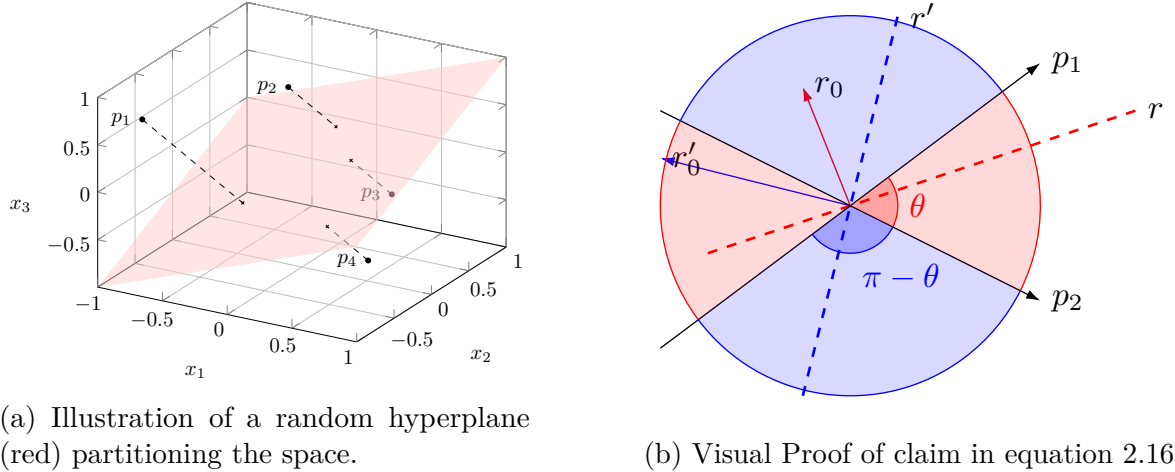 p₂
p₁
p₃
p₄
1
0.5
0
−0.5
x₃
−1
−0.5
0
0.5
1
x₁
−0.5
0
0.5
1
x₂
(a) Illustration of a random hyperplane
(red) partitioning the space.
r′
p₁
r₀
r
r′₀
θ
π − θ
p₂
(b) Visual Proof of claim in equation 2.16